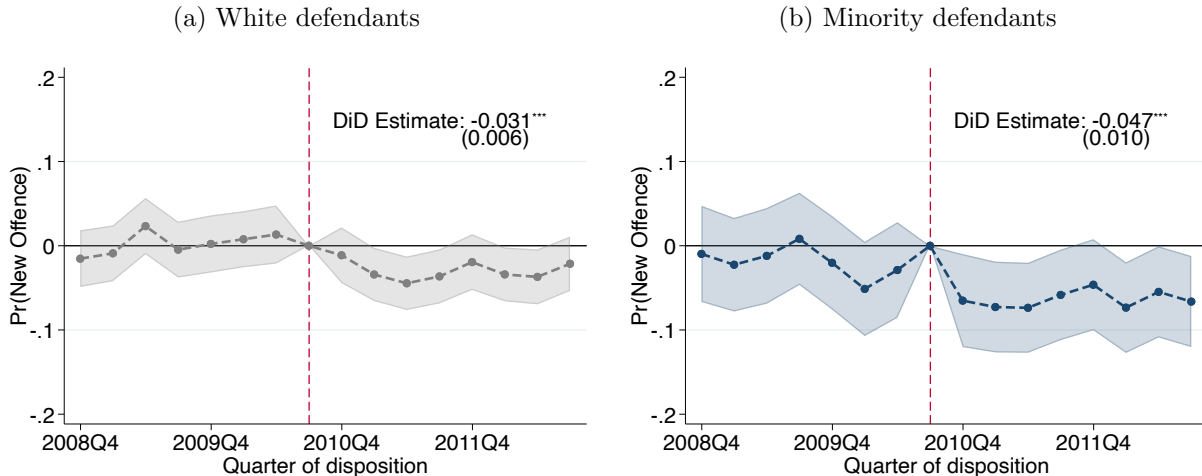 (a) White defendants
.2
.1
0
-.1
-.2
Pr(New Offence)
DiD Estimate: -0.031***
(0.006)
2008Q4 2009Q4 2010Q4 2011Q4
Quarter of disposition
(b) Minority defendants
.2
.1
0
-.1
-.2
Pr(New Offence)
DiD Estimate: -0.047***
(0.010)
2008Q4 2009Q4 2010Q4 2011Q4
Quarter of disposition